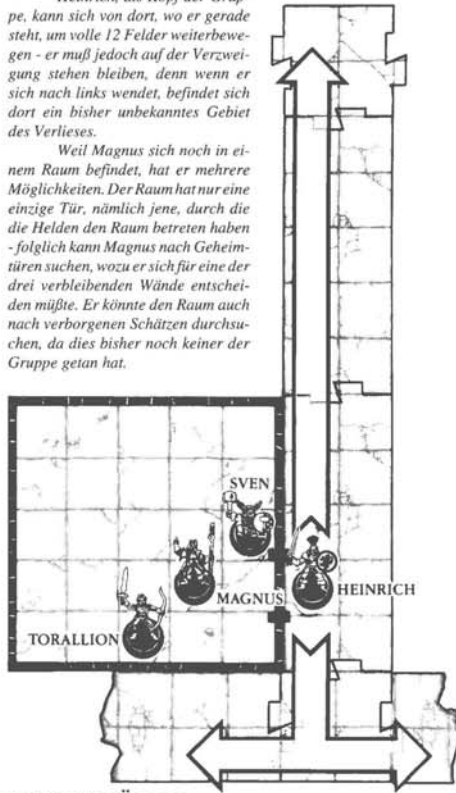 Heinrich, als Kopf der Grup-
pe, kann sich von dort, wo er gerade
steht, um volle 12 Felder weiterbewe-
gen - er muß jedoch auf der Verzwei-
gung stehen bleiben, denn wenn er
sich nach links wendet, befindet sich
dort ein bisher unbekanntes Gebiet
des Verlieses.
Weil Magnus sich noch in ei-
nem Raum befindet, hat er mehrere
Möglichkeiten. Der Raum hat nur eine
einzige Tür, nämlich jene, durch die
die Helden den Raum betreten haben
- folglich kann Magnus nach Geheim-
türen suchen, wozu er sich für eine der
drei verbleibenden Wände entschei-
den müßte. Er könnte den Raum auch
nach verborgenen Schätzen durchsu-
chen, da dies bisher noch keiner der
Gruppe getan hat.
SVEN
HEINRICH
MAGNUS
TORALLION